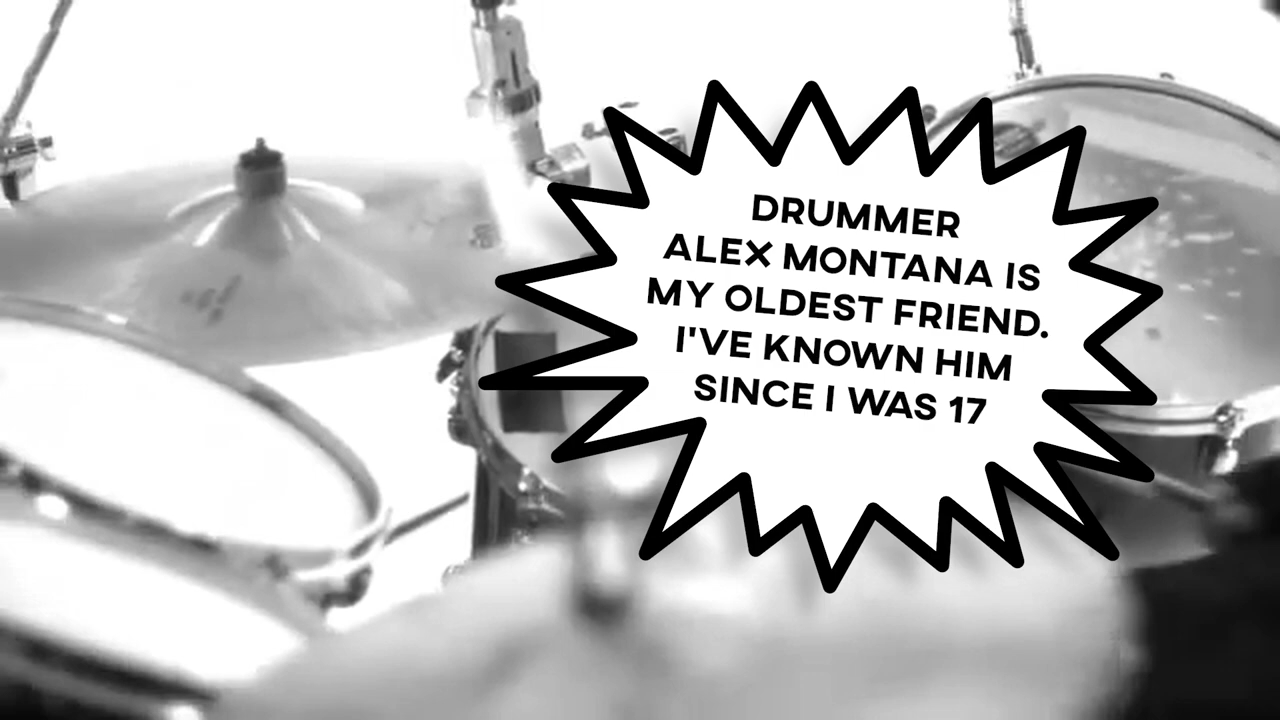 DRUMMER
ALEX MONTANA IS
MY OLDEST FRIEND.
I'VE KNOWN HIM
SINCE I WAS 17